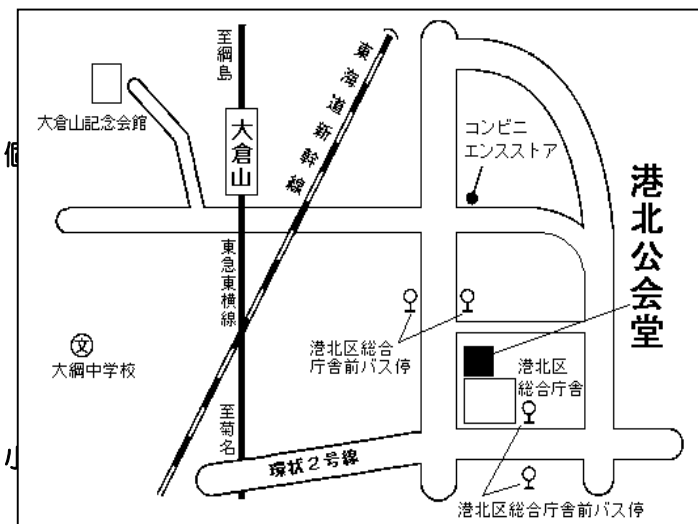 至綱島
大倉山
東海道新幹線
大倉山記念会館
コンビニ
エンスストア
港北公会堂
東急東横線
港北区総合
庁舎前バス停
港北区
総合庁舎
文
大綱中学校
至菊名
環状2号線
港北区総合庁舎前バス停